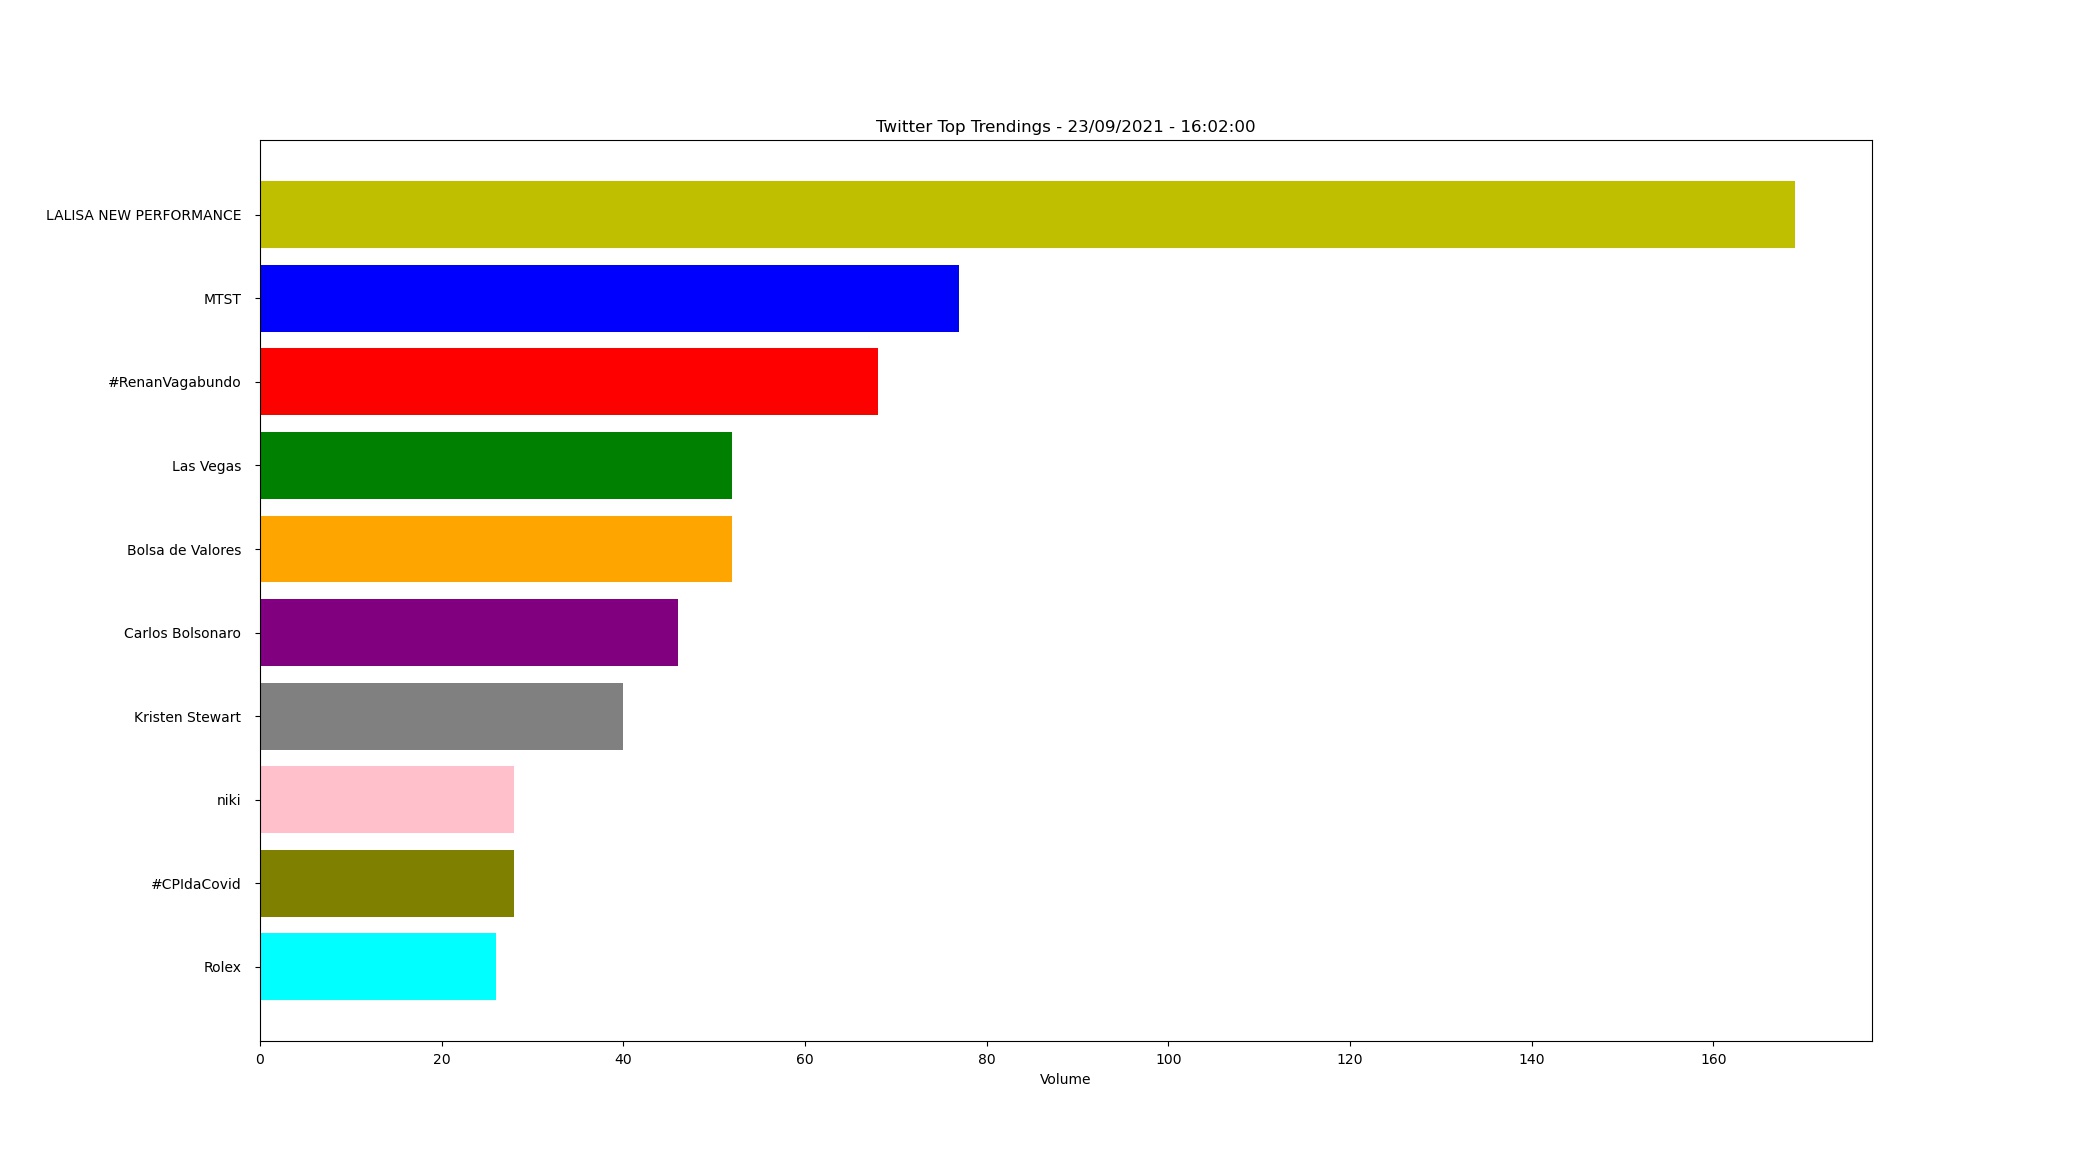 Twitter Top Trendings - 23/09/2021 - 16:02:00
LALISA NEW PERFORMANCE
MTST
#RenanVagabundo
Las Vegas
Bolsa de Valores
Carlos Bolsonaro
Kristen Stewart
niki
#CPIdaCovid
Rolex
0 20 40 60 80 100 120 140 160
Volume